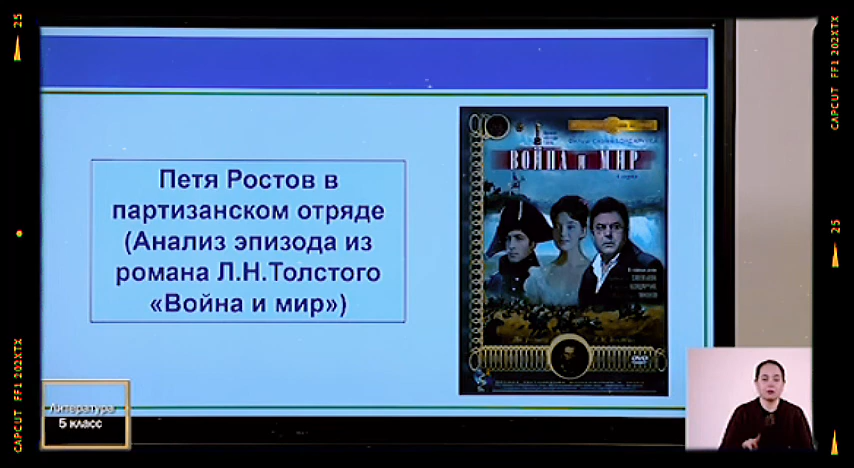 Петя Ростов в
партизанском отряде
(Анализ эпизода из
романа Л.Н.Толстого
«Война и мир»)
ВОЙНА и МИР
DVD
Литература
5 класс
25
CAPCUT FF1 202XTX
CAPCUT FF1 202XTX
25